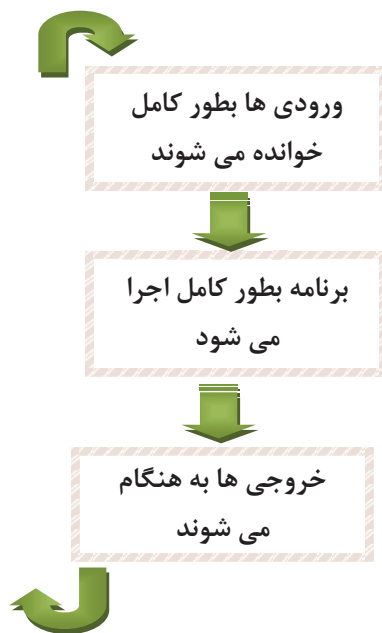 ورودی ها بطور کامل
خوانده می شوند
برنامه بطور کامل اجرا
می شود
خروجی ها به هنگام
می شوند